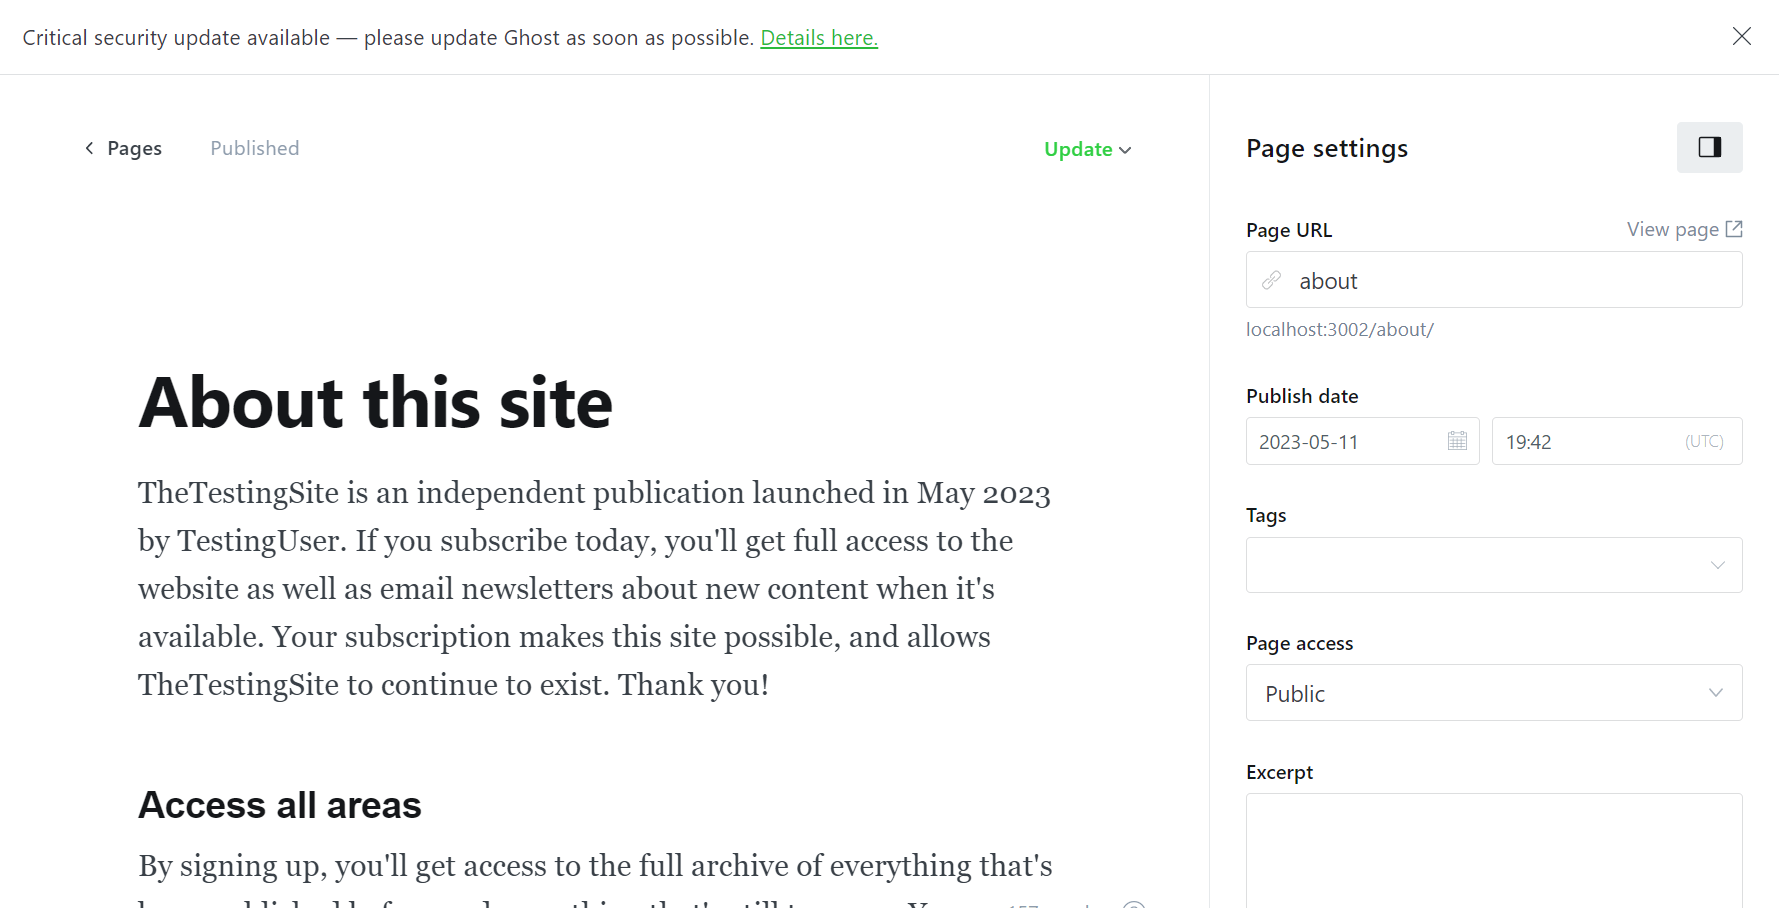 Critical security update available — please update Ghost as soon as possible. Details here.
Pages
Published
Update
Page settings
Page URL
View page
about
localhost:3002/about/
Publish date
2023-05-11
19:42
(UTC)
Tags
Page access
Public
Excerpt
About this site
TheTestingSite is an independent publication launched in May 2023
by TestingUser. If you subscribe today, you'll get full access to the
website as well as email newsletters about new content when it's
available. Your subscription makes this site possible, and allows
TheTestingSite to continue to exist. Thank you!
Access all areas
By signing up, you'll get access to the full archive of everything that's